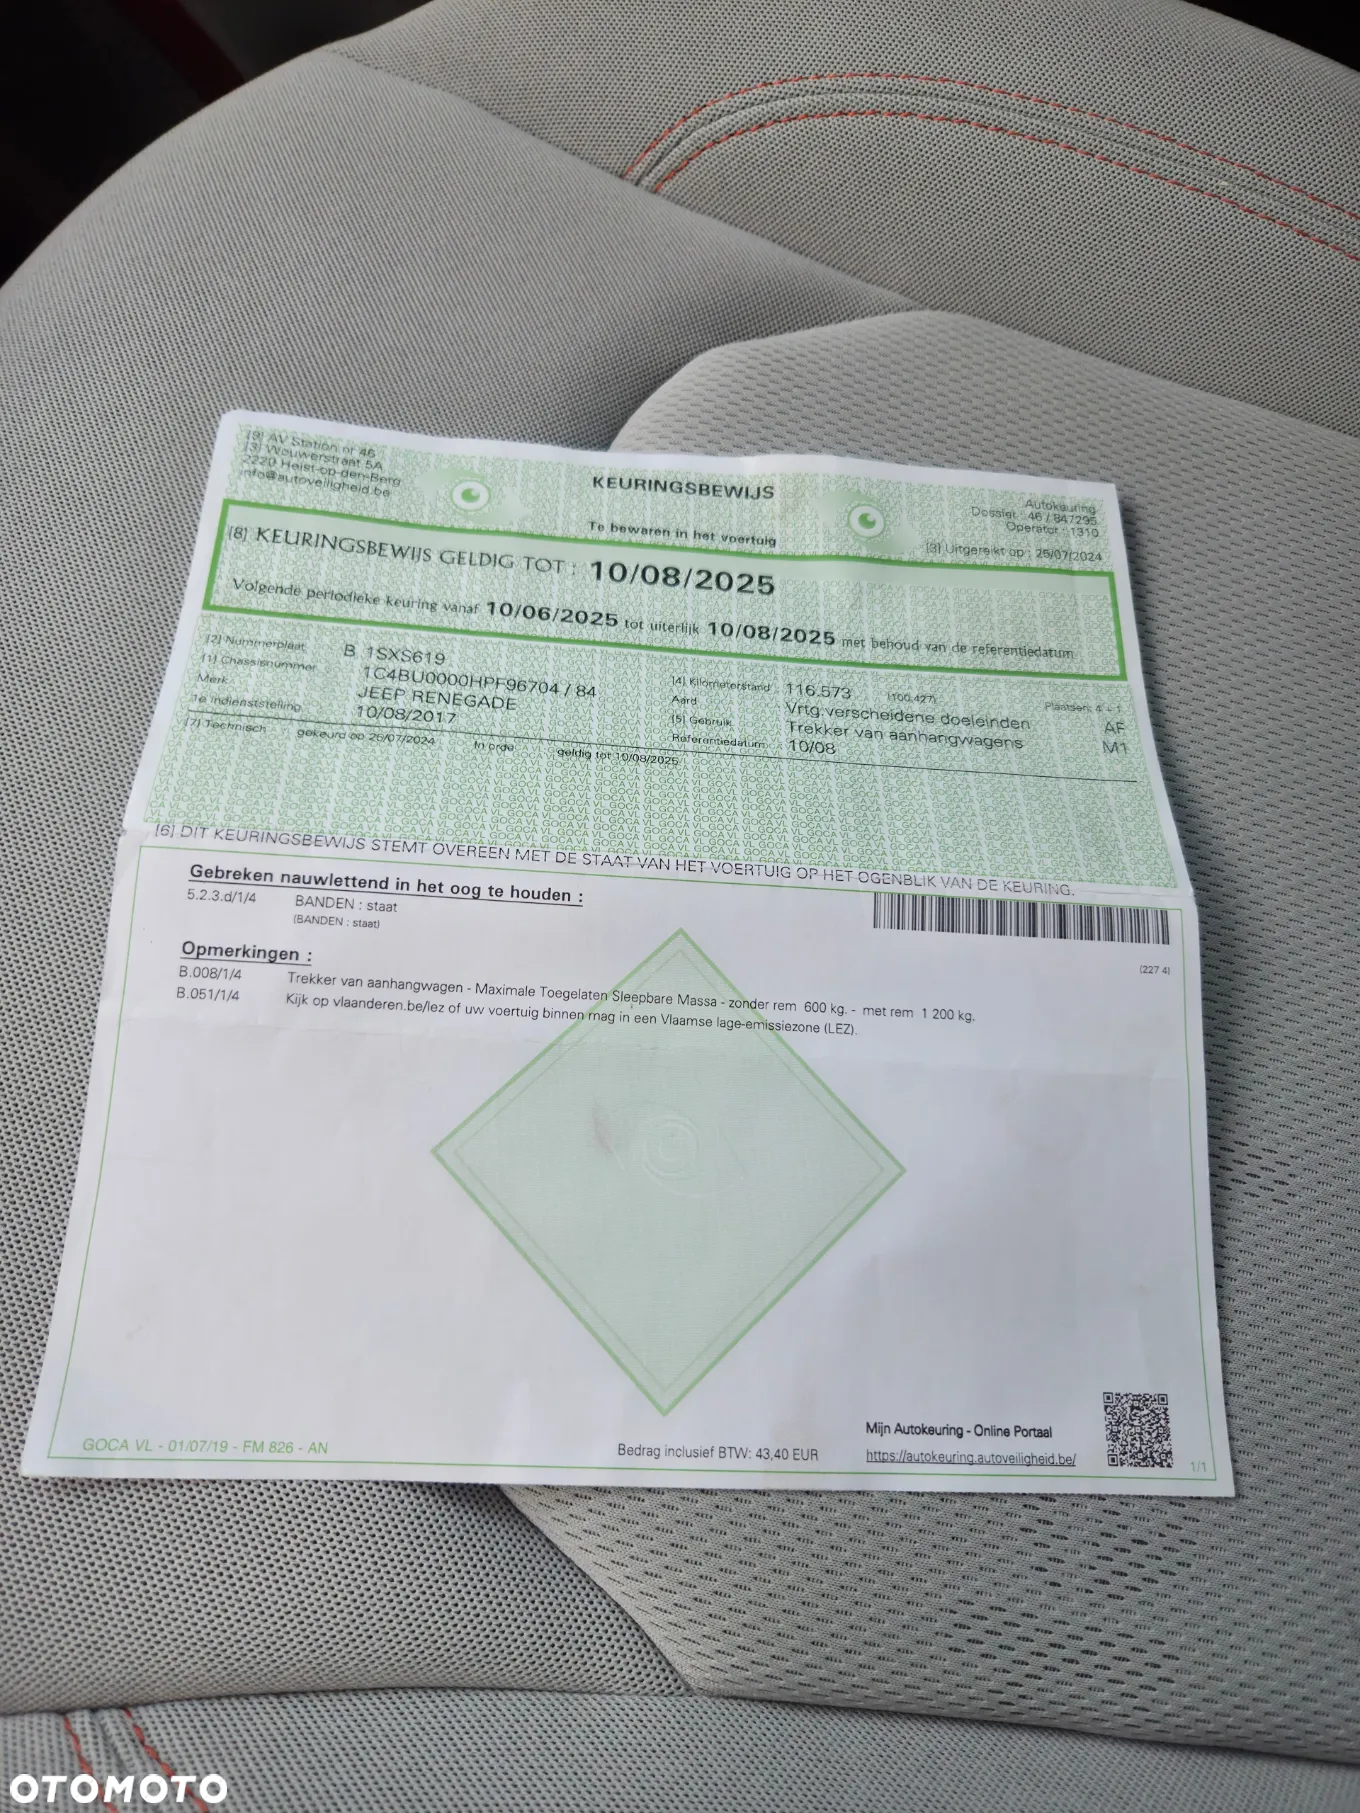 [9] AV Station nr 46
[3] Wouwerstraat 5A
2220 Heist-op-den-Berg
info@autoveiligheid.be
KEURINGSBEWIJS
Te bewaren in het voertuig
Autokeuring
Dossier : 46 / 847295
Operator : 1310
[3] Uitgereikt op : 25/07/2024
[8] KEURINGSBEWIJS GELDIG TOT : 10/08/2025
Volgende periodieke keuring vanaf 10/06/2025 tot uiterlijk 10/08/2025 met behoud van de referentiedatum
[2] Nummerplaat B 1SXS619
[1] Chassisnummer 1C4BU0000HPF96704 / 84
Merk JEEP RENEGADE
1e indienststelling 10/08/2017
[4] Kilometerstand : 116.573 (100.427)
Plaatsen: 4 + 1
Aard Vrtg.verscheidene doeleinden AF
[5] Gebruik Trekker van aanhangwagens M1
Referentiedatum : 10/08
[7] Technisch gekeurd op 25/07/2024 In orde geldig tot 10/08/2025
[6] DIT KEURINGSBEWIJS STEMT OVEREEN MET DE STAAT VAN HET VOERTUIG OP HET OGENBLIK VAN DE KEURING.
Gebreken nauwlettend in het oog te houden :
5.2.3.d/1/4 BANDEN : staat
(BANDEN : staat)
(227 4)
Opmerkingen :
B.008/1/4 Trekker van aanhangwagen - Maximale Toegelaten Sleepbare Massa - zonder rem 600 kg. - met rem 1 200 kg.
B.051/1/4 Kijk op vlaanderen.be/lez of uw voertuig binnen mag in een Vlaamse lage-emissiezone (LEZ).
GOCA VL - 01/07/19 - FM 826 - AN
Bedrag inclusief BTW: 43,40 EUR
Mijn Autokeuring - Online Portaal
https://autokeuring.autoveiligheid.be/
1/1
OTOMOTO